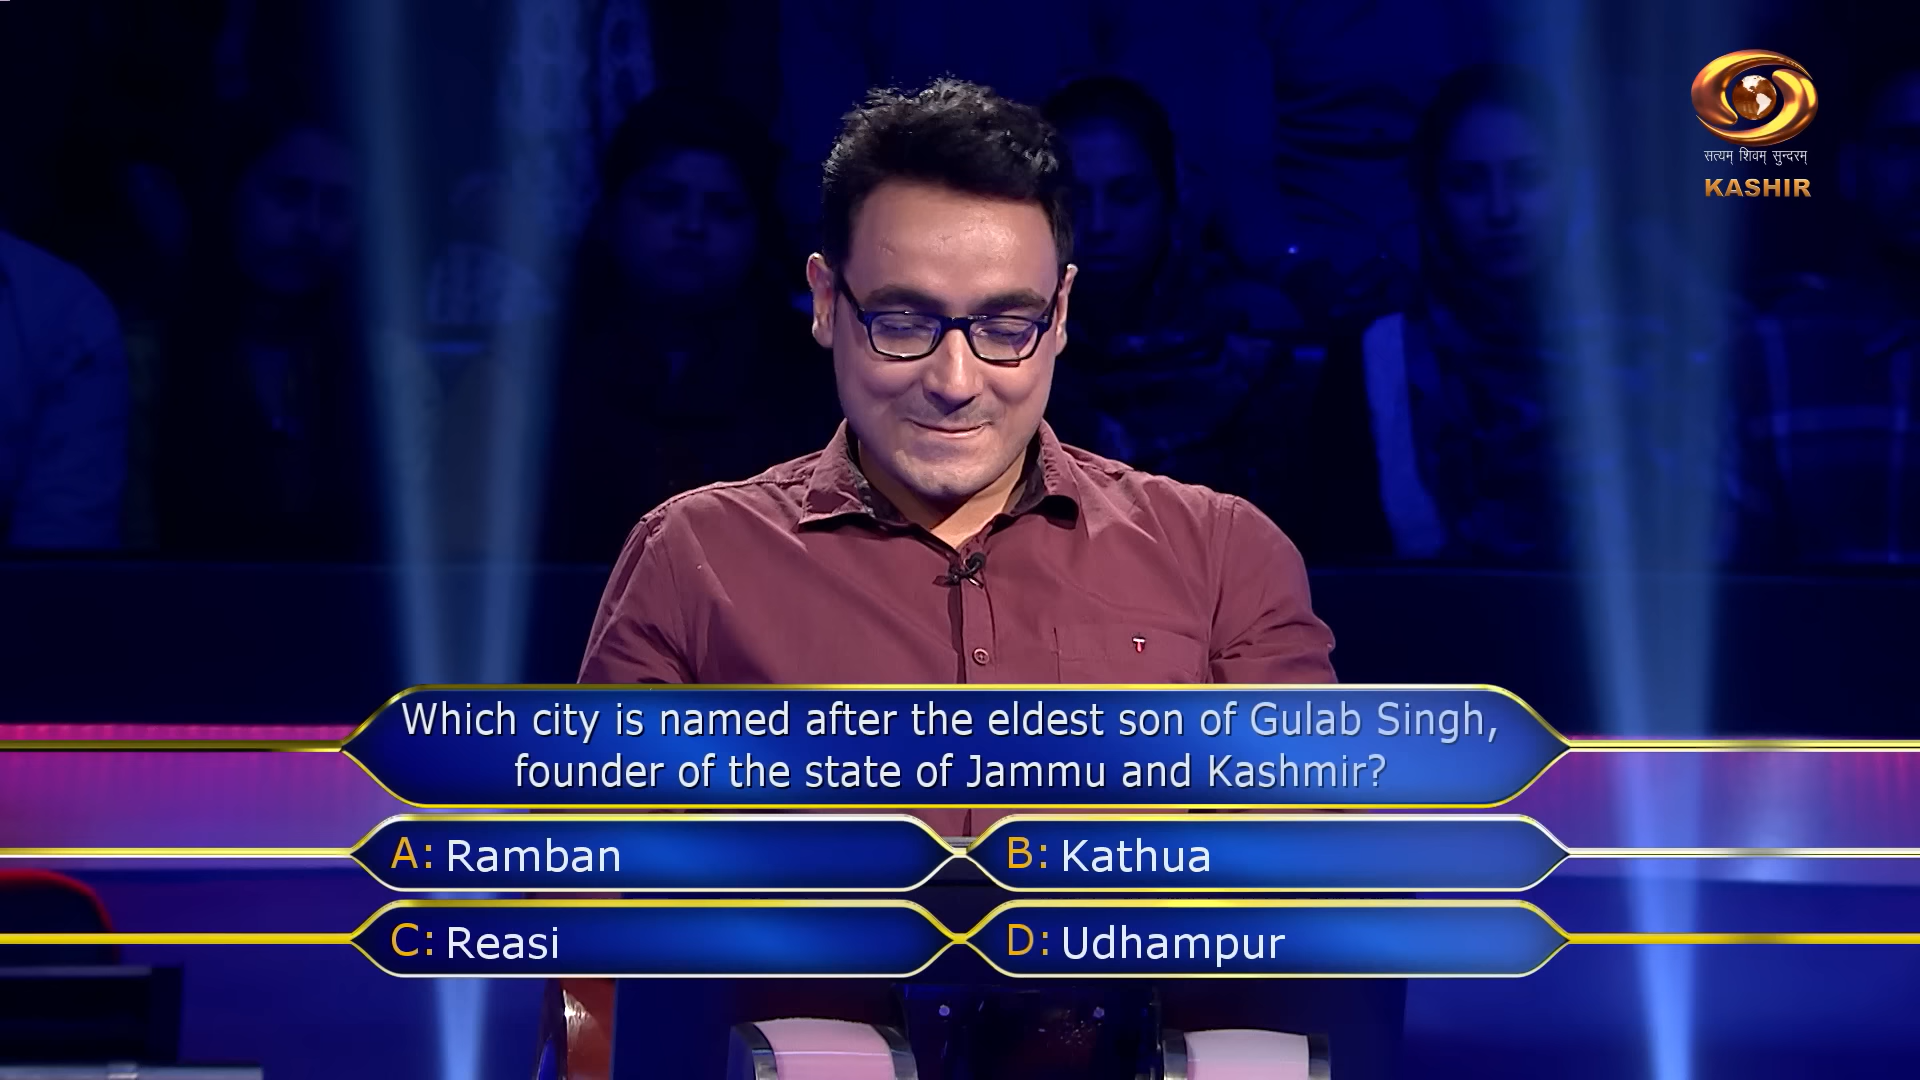 सत्यम् शिवम् सुन्दरम्
KASHIR
Which city is named after the eldest son of Gulab Singh,
founder of the state of Jammu and Kashmir?
A: Ramban
B: Kathua
C: Reasi
D: Udhampur